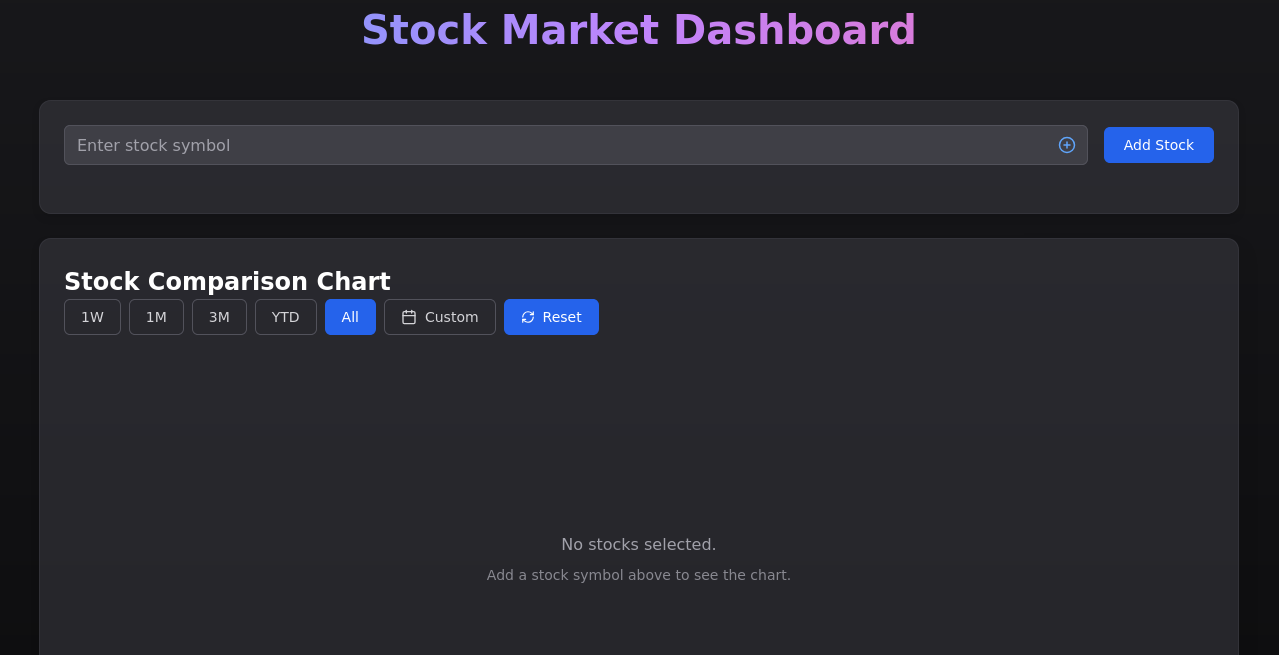 Stock Market Dashboard
Enter stock symbol
Add Stock
Stock Comparison Chart
1W 1M 3M YTD All Custom Reset
No stocks selected.
Add a stock symbol above to see the chart.